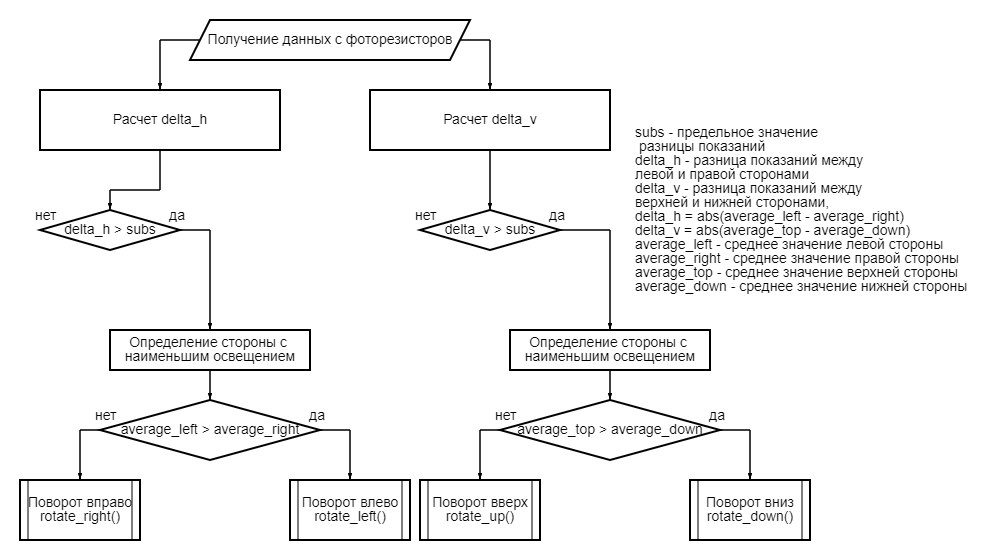 Получение данных с фоторезисторов
Расчет delta_h
Расчет delta_v
subs - предельное значение
разницы показаний
delta_h - разница показаний между
левой и правой сторонами
delta_v - разница показаний между
верхней и нижней сторонами,
delta_h = abs(average_left - average_right)
delta_v = abs(average_top - average_down)
average_left - среднее значение левой стороны
average_right - среднее значение правой стороны
average_top - среднее значение верхней стороны
average_down - среднее значение нижней стороны
нет
да
delta_h > subs
нет
да
delta_v > subs
Определение стороны с
наименьшим освещением
Определение стороны с
наименьшим освещением
нет
да
average_left > average_right
нет
да
average_top > average_down
Поворот вправо
rotate_right()
Поворот влево
rotate_left()
Поворот вверх
rotate_up()
Поворот вниз
rotate_down()